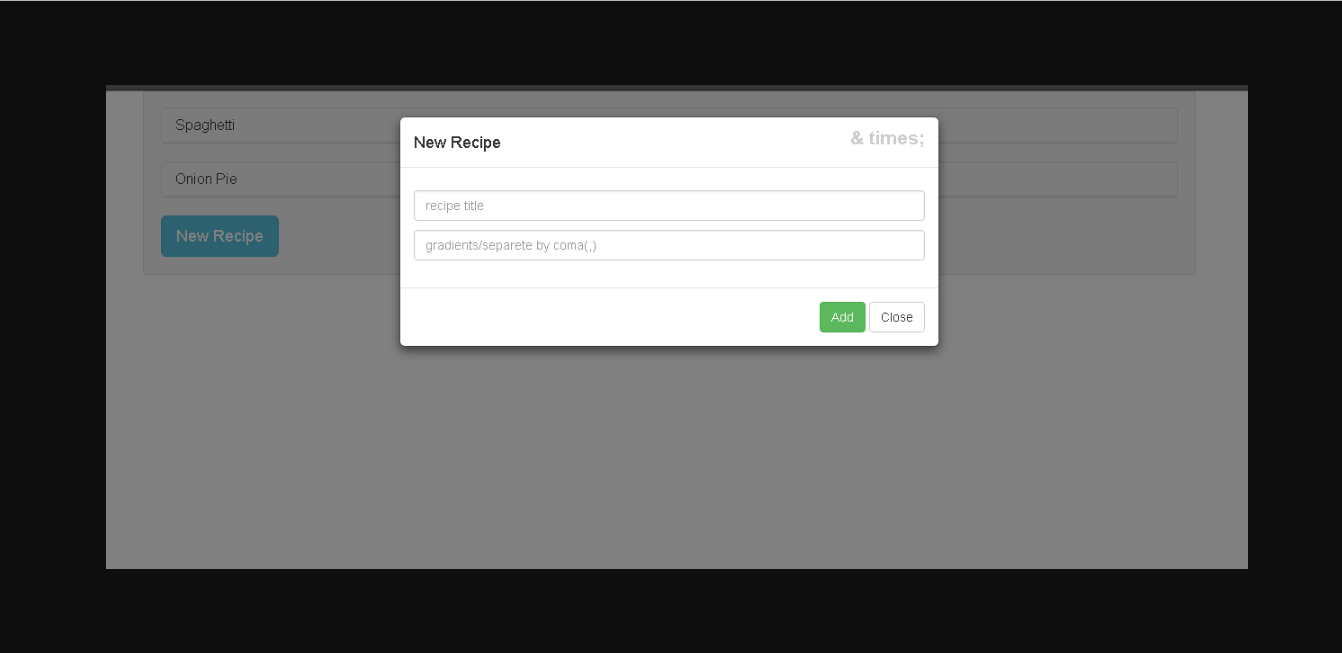 Spaghetti
New Recipe
& times;
Onion Pie
recipe title
New Recipe
gradients/separete by coma(,)
Add
Close